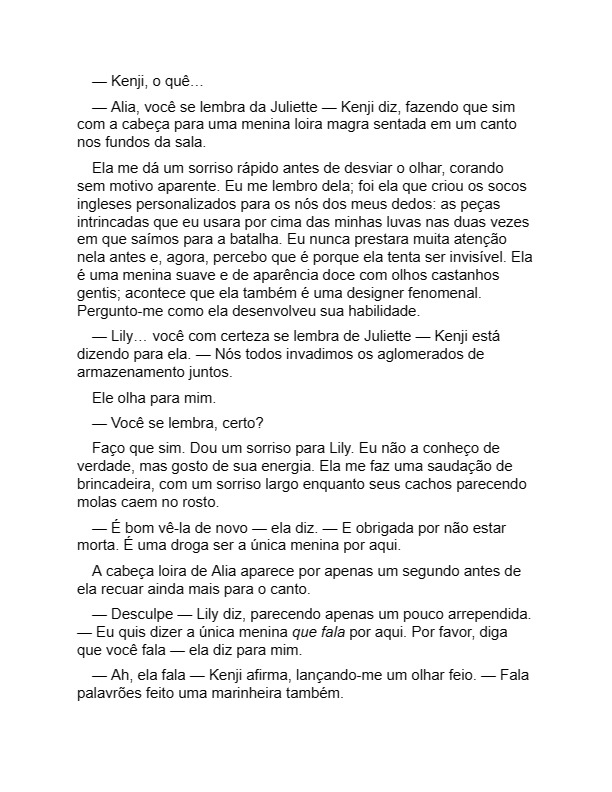 — Kenji, o quê…
— Alia, você se lembra da Juliette — Kenji diz, fazendo que sim
com a cabeça para uma menina loira magra sentada em um canto
nos fundos da sala.
Ela me dá um sorriso rápido antes de desviar o olhar, corando
sem motivo aparente. Eu me lembro dela; foi ela que criou os socos
ingleses personalizados para os nós dos meus dedos: as peças
intrincadas que eu usara por cima das minhas luvas nas duas vezes
em que saímos para a batalha. Eu nunca prestara muita atenção
nela antes e, agora, percebo que é porque ela tenta ser invisível. Ela
é uma menina suave e de aparência doce com olhos castanhos
gentis; acontece que ela também é uma designer fenomenal.
Pergunto-me como ela desenvolveu sua habilidade.
— Lily… você com certeza se lembra de Juliette — Kenji está
dizendo para ela. — Nós todos invadimos os aglomerados de
armazenamento juntos.
Ele olha para mim.
— Você se lembra, certo?
Faço que sim. Dou um sorriso para Lily. Eu não a conheço de
verdade, mas gosto de sua energia. Ela me faz uma saudação de
brincadeira, com um sorriso largo enquanto seus cachos parecendo
molas caem no rosto.
— É bom vê-la de novo — ela diz. — E obrigada por não estar
morta. É uma droga ser a única menina por aqui.
A cabeça loira de Alia aparece por apenas um segundo antes de
ela recuar ainda mais para o canto.
— Desculpe — Lily diz, parecendo apenas um pouco arrependida.
— Eu quis dizer a única menina que fala por aqui. Por favor, diga
que você fala — ela diz para mim.
— Ah, ela fala — Kenji afirma, lançando-me um olhar feio. — Fala
palavrões feito uma marinheira também.